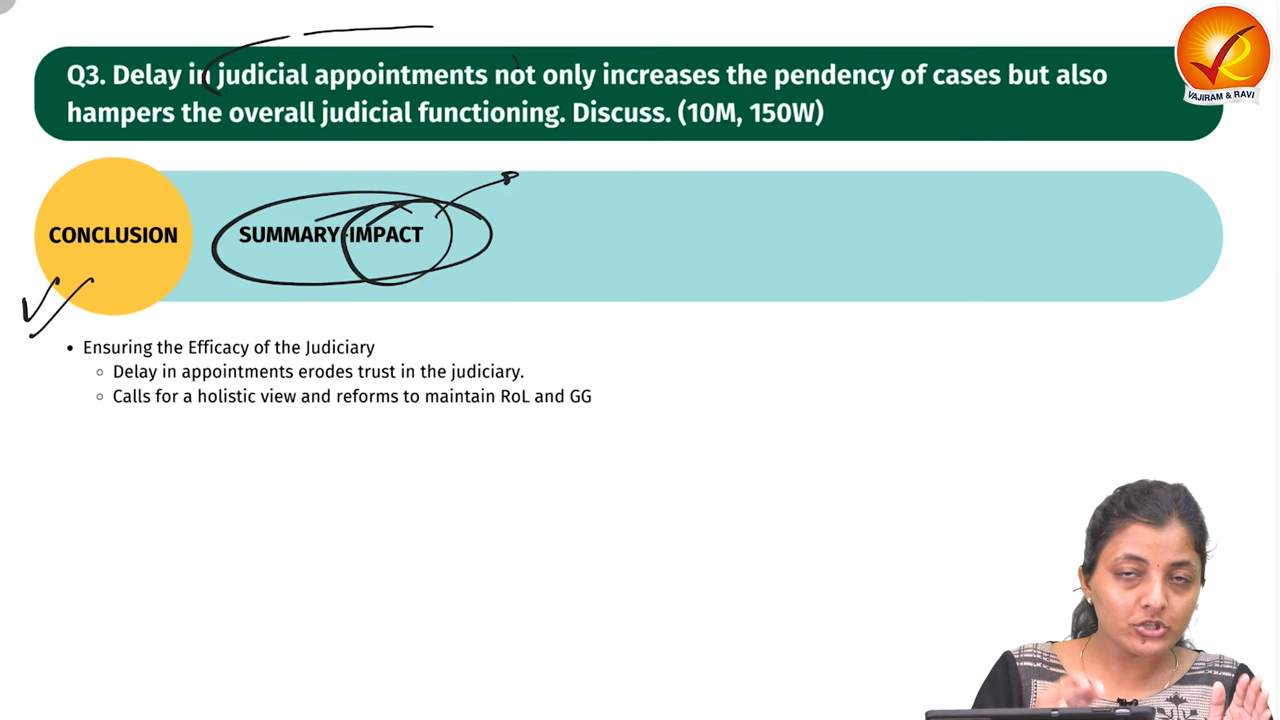 Q3. Delay in judicial appointments not only increases the pendency of cases but also
hampers the overall judicial functioning. Discuss. (10M, 150W)
VAJIRAM & RAVI
CONCLUSION
SUMMARY-IMPACT
• Ensuring the Efficacy of the Judiciary
◦ Delay in appointments erodes trust in the judiciary.
◦ Calls for a holistic view and reforms to maintain RoL and GG